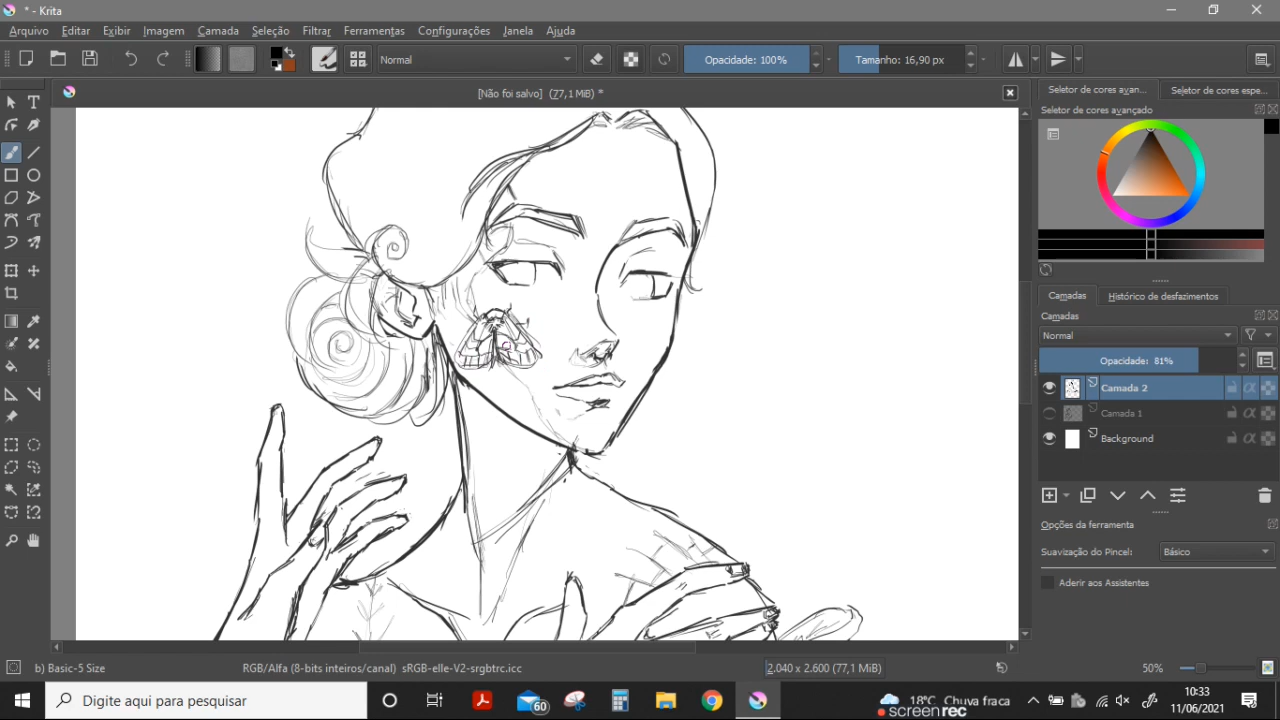 * - Krita
Arquivo Editar Exibir Imagem Camada Seleção Filtrar Ferramentas Configurações Janela Ajuda
Normal Opacidade: 100% Tamanho: 16,90 px
[Não foi salvo] (77,1 MiB) *
Seletor de cores avan... Seletor de cores espe...
Seletor de cores avançado
Camadas Histórico de desfazimentos
Camadas
Normal
Opacidade: 81%
Camada 2
Camada 1
Background
Opções da ferramenta
Suavização do Pincel: Básico
Aderir aos Assistentes
b) Basic-5 Size RGB/Alfa (8-bits inteiros/canal) sRGB-elle-V2-srgbtrc.icc 2.040 x 2.600 (77,1 MiB) 50%
Digite aqui para pesquisar 60 18°C Chuva fraca 10:33
screen rec 11/06/2021